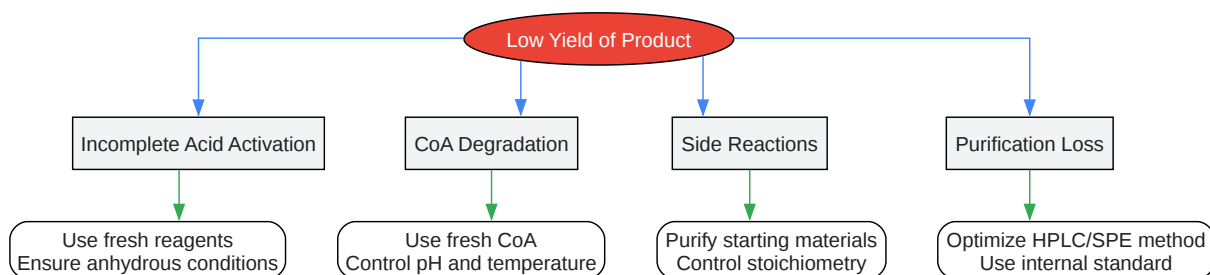 Low Yield of Product
Incomplete Acid Activation
CoA Degradation
Side Reactions
Purification Loss
Use fresh reagents
Ensure anhydrous conditions
Use fresh CoA
Control pH and temperature
Purify starting materials
Control stoichiometry
Optimize HPLC/SPE method
Use internal standard